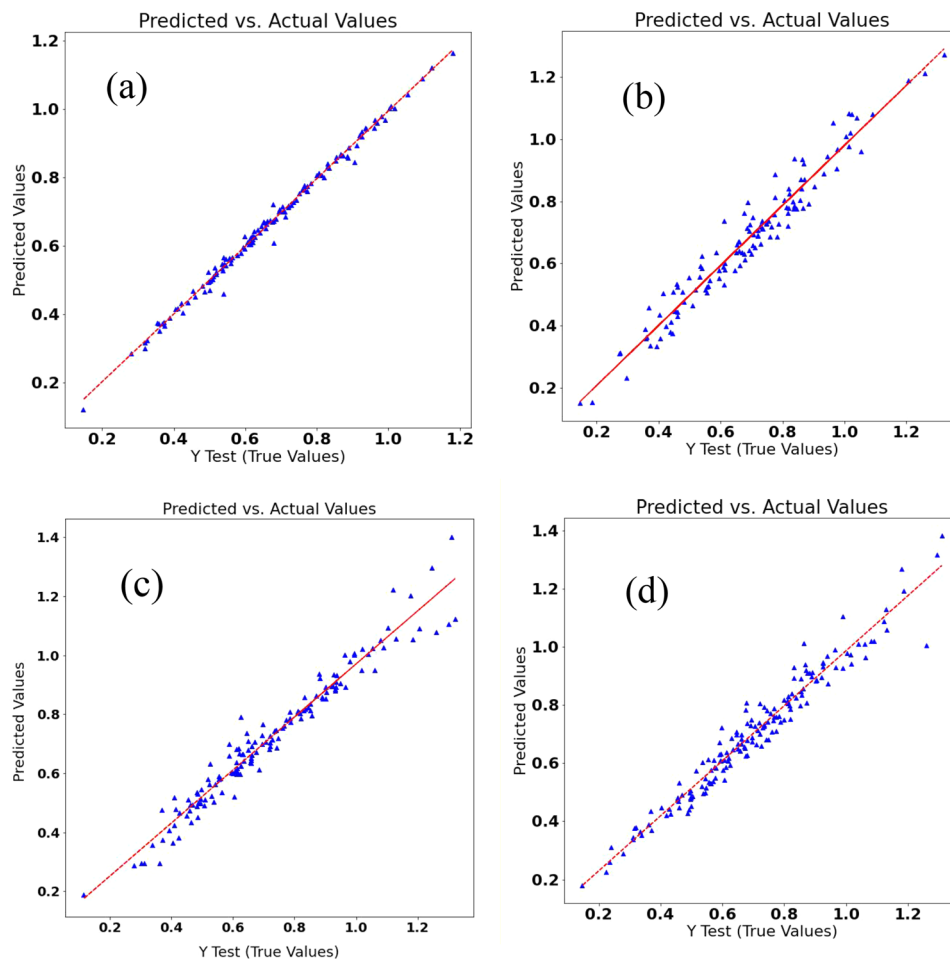 Predicted vs. Actual Values
(a)
Predicted Values
1.2
1.0
0.8
0.6
0.4
0.2
0.2 0.4 0.6 0.8 1.0 1.2
Y Test (True Values)
Predicted vs. Actual Values
(b)
Predicted Values
1.2
1.0
0.8
0.6
0.4
0.2
0.2 0.4 0.6 0.8 1.0 1.2
Y Test (True Values)
Predicted vs. Actual Values
(c)
Predicted Values
1.4
1.2
1.0
0.8
0.6
0.4
0.2
0.2 0.4 0.6 0.8 1.0 1.2
Y Test (True Values)
Predicted vs. Actual Values
(d)
Predicted Values
1.4
1.2
1.0
0.8
0.6
0.4
0.2
0.2 0.4 0.6 0.8 1.0 1.2
Y Test (True Values)